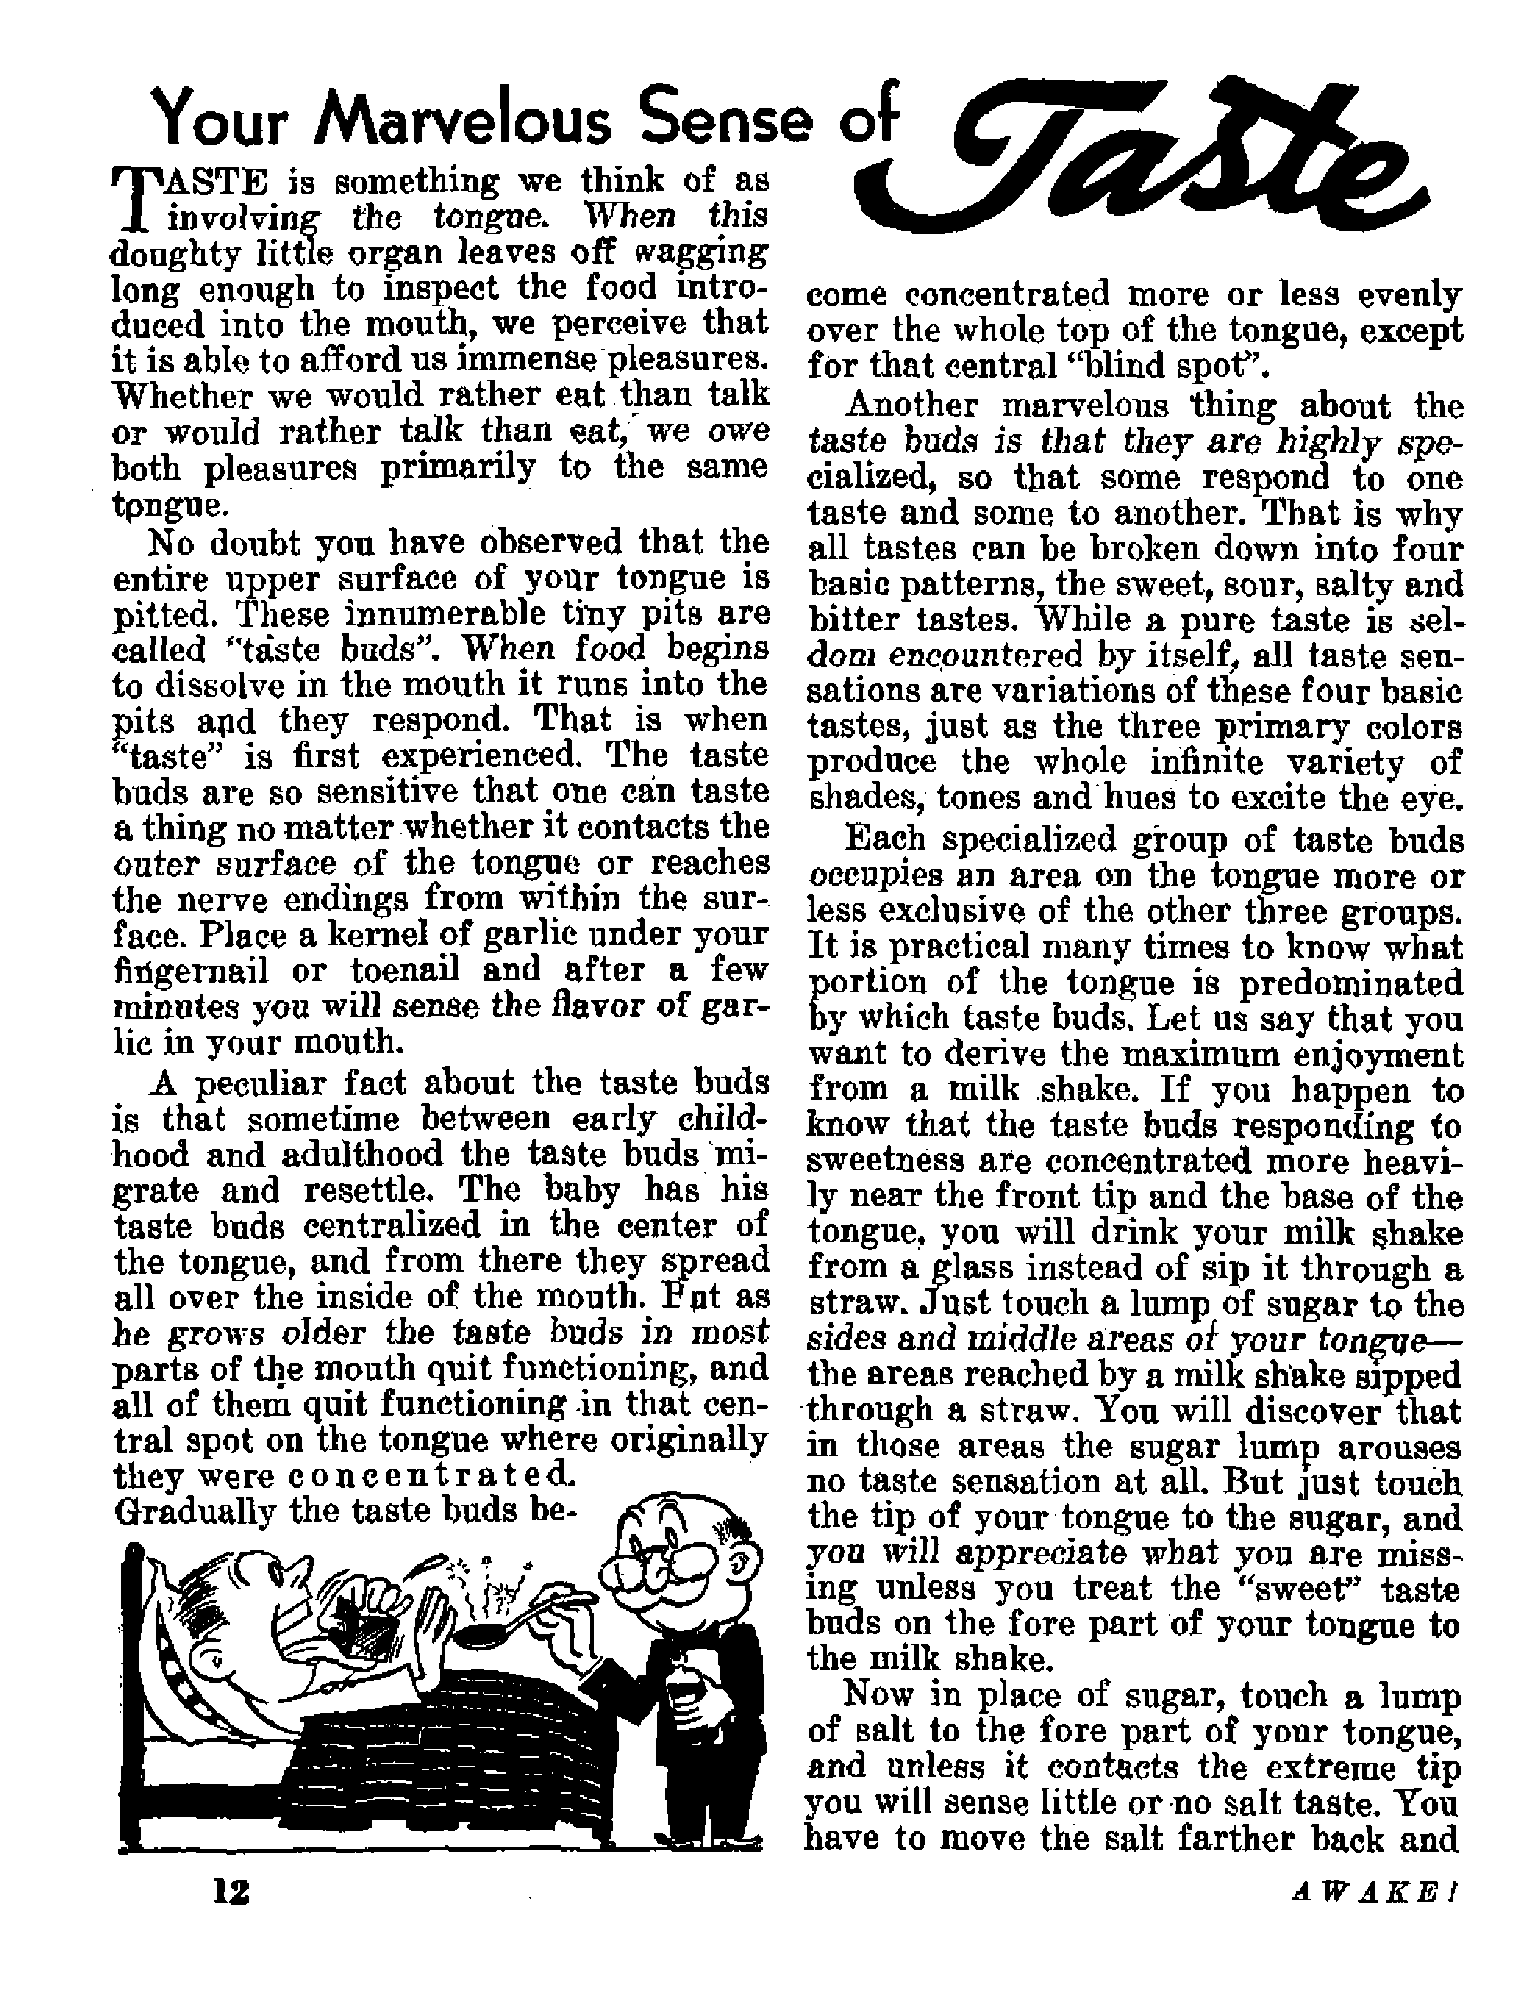 Your Marvelous Sense of Taste
TASTE is something we think of as
involving the tongue. When this
doughty little organ leaves off wagging
long enough to inspect the food intro-
duced into the mouth, we perceive that
it is able to afford us immense pleasures.
Whether we would rather eat than talk
or would rather talk than eat, we owe
both pleasures primarily to the same
tongue.
No doubt you have observed that the
entire upper surface of your tongue is
pitted. These innumerable tiny pits are
called "taste buds". When food begins
to dissolve in the mouth it runs into the
pits and they respond. That is when
"taste" is first experienced. The taste
buds are so sensitive that one can taste
a thing no matter whether it contacts the
outer surface of the tongue or reaches
the nerve endings from within the sur-
face. Place a kernel of garlic under your
fingernail or toenail and after a few
minutes you will sense the flavor of gar-
lic in your mouth.
A peculiar fact about the taste buds
is that sometime between early child-
hood and adulthood the taste buds mi-
grate and resettle. The baby has his
taste buds centralized in the center of
the tongue, and from there they spread
all over the inside of the mouth. But as
he grows older the taste buds in most
parts of the mouth quit functioning, and
all of them quit functioning in that cen-
tral spot on the tongue where originally
they were concentrated.
Gradually the taste buds be-
come concentrated more or less evenly
over the whole top of the tongue, except
for that central "blind spot".
Another marvelous thing about the
taste buds is that they are highly spe-
cialized, so that some respond to one
taste and some to another. That is why
all tastes can be broken down into four
basic patterns, the sweet, sour, salty and
bitter tastes. While a pure taste is sel-
dom encountered by itself, all taste sen-
sations are variations of these four basic
tastes, just as the three primary colors
produce the whole infinite variety of
shades, tones and hues to excite the eye.
Each specialized group of taste buds
occupies an area on the tongue more or
less exclusive of the other three groups.
It is practical many times to know what
portion of the tongue is predominated
by which taste buds. Let us say that you
want to derive the maximum enjoyment
from a milk shake. If you happen to
know that the taste buds responding to
sweetness are concentrated more heavi-
ly near the front tip and the base of the
tongue, you will drink your milk shake
from a glass instead of sip it through a
straw. Just touch a lump of sugar to the
sides and middle areas of your tongue—
the areas reached by a milk shake sipped
through a straw. You will discover that
in those areas the sugar lump arouses
no taste sensation at all. But just touch
the tip of your tongue to the sugar, and
you will appreciate what you are miss-
ing unless you treat the "sweet" taste
buds on the fore part of your tongue to
the milk shake.
Now in place of sugar, touch a lump
of salt to the fore part of your tongue,
and unless it contacts the extreme tip
you will sense little or no salt taste. You
have to move the salt farther back and
12
AWAKE!